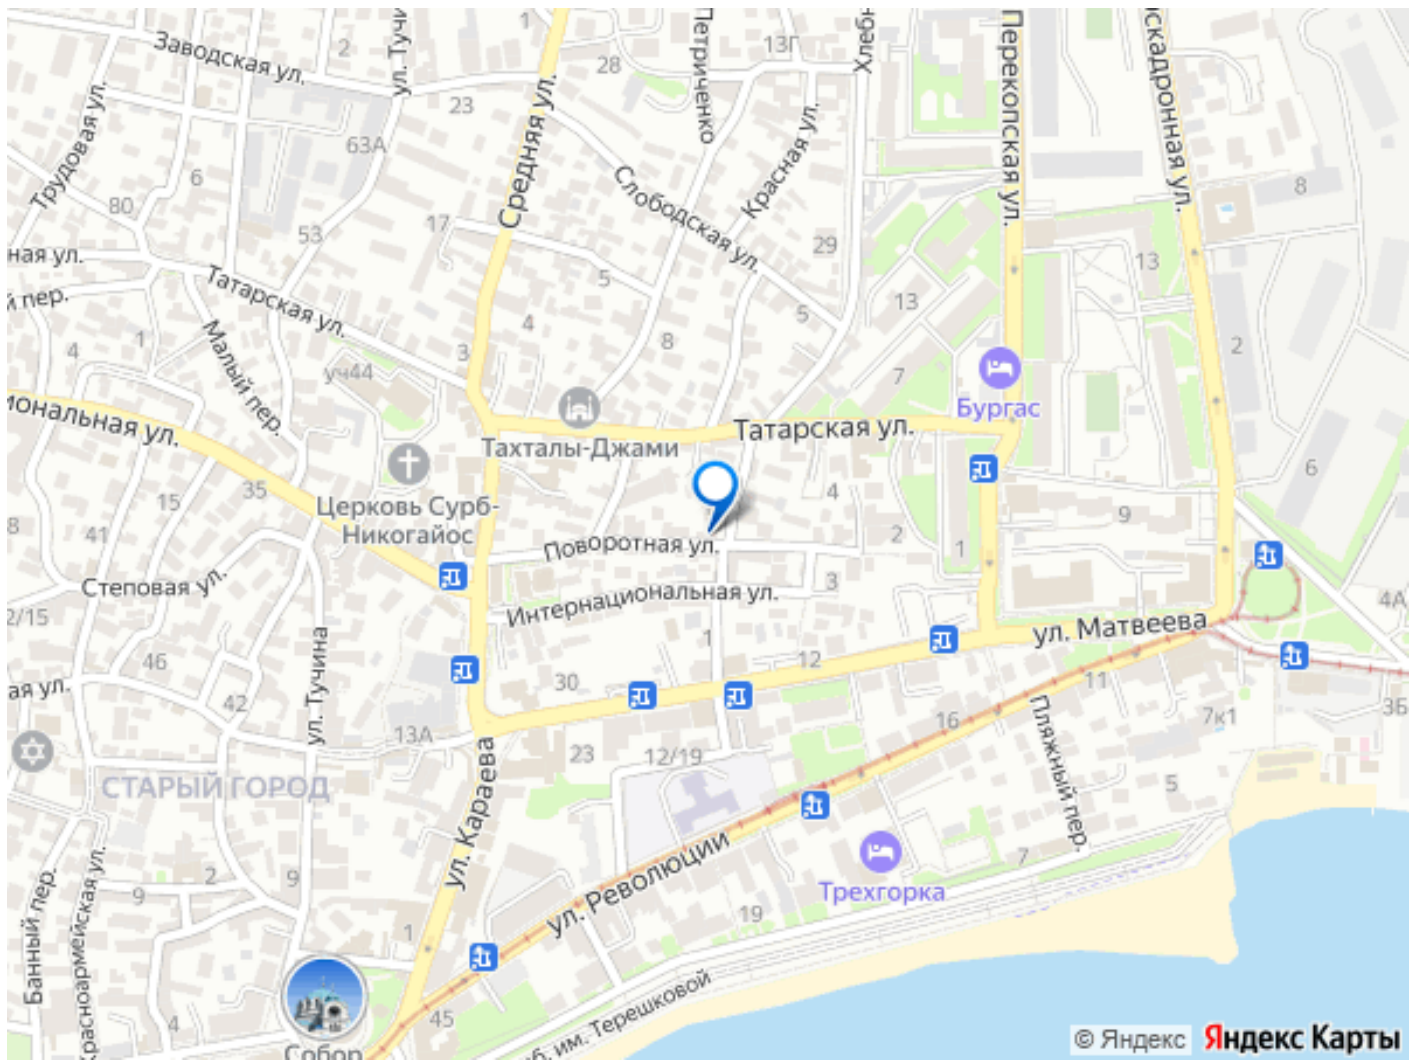 Заводская ул.
2
ул. Тучи
28
13Г
Петриченко
Хлебн
Перекопская ул.
скадронная ул.
23
Трудовая ул.
63А
Средняя ул.
Красная ул.
6
Слободская ул.
8
80
17
53
29
ная ул.
й пер.
Татарская ул.
5
13
13
4
5
1
8
2
4
3
Малый пер.
уч44
7
Бургас
иональная ул.
Тахталы-Джами
Татарская ул.
35
15
4
6
Церковь Сурб-
Никогайос
8
41
9
2
1
Поворотная ул.
Степовая ул.
3
Интернациональная ул.
4А
2/15
ул. Матвеева
1
46
12
ул. Тучина
ая ул.
30
42
11
3Б
16
7к1
13А
23
12/19
СТАРЫЙ ГОРОД
5
Пляжный пер.
ул. Караева
7
Трехгорка
ул. Революции
Банный пер.
Красноармейская ул.
9
2
9
19
1
4
45
Собор
б. им. Терешковой
© Яндекс Яндекс Карты